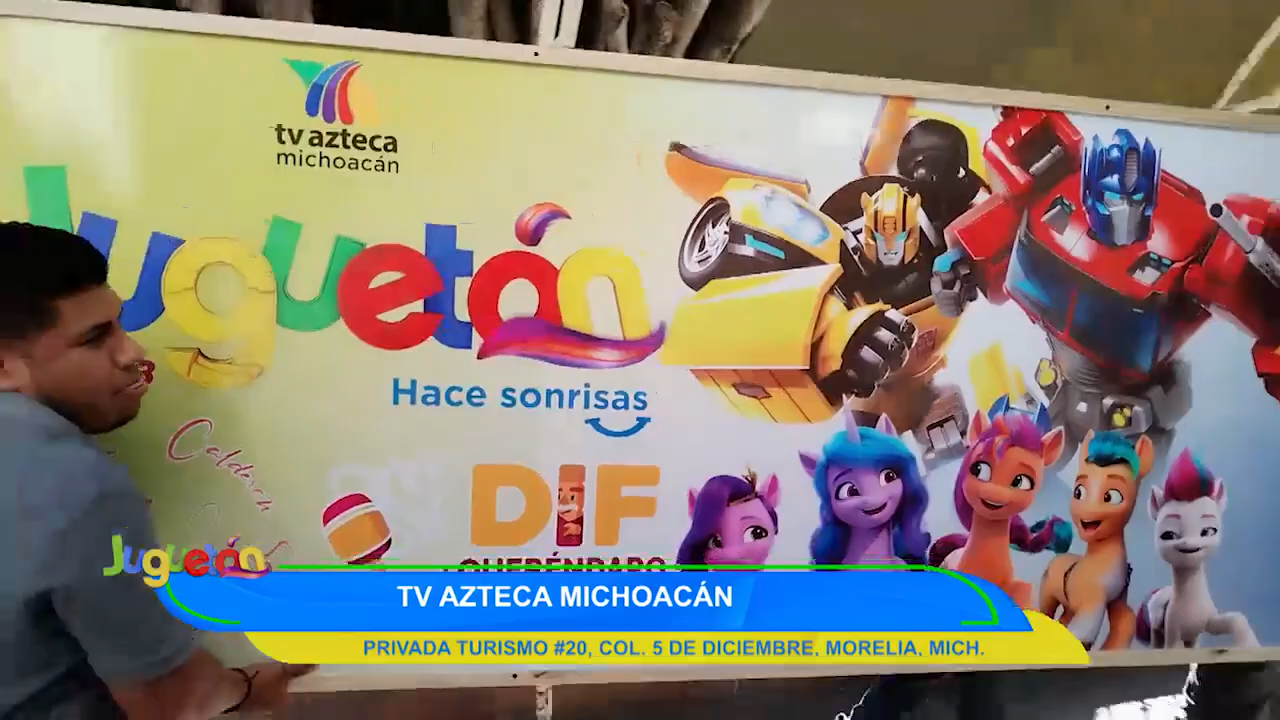 tv azteca
michoacán
Juguetón
Hace sonrisas
DIF
QUERÉNDARO
Juguetón
TV AZTECA MICHOACÁN
PRIVADA TURISMO #20, COL. 5 DE DICIEMBRE, MORELIA, MICH.